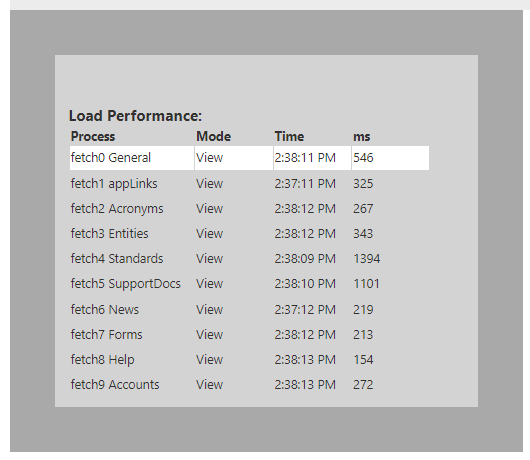 Load Performance:
Process Mode Time ms
fetch0 General View 2:38:11 PM 546
fetch1 appLinks View 2:37:11 PM 325
fetch2 Acronyms View 2:38:12 PM 267
fetch3 Entities View 2:38:12 PM 343
fetch4 Standards View 2:38:09 PM 1394
fetch5 SupportDocs View 2:38:10 PM 1101
fetch6 News View 2:37:12 PM 219
fetch7 Forms View 2:38:12 PM 213
fetch8 Help View 2:38:13 PM 154
fetch9 Accounts View 2:38:13 PM 272